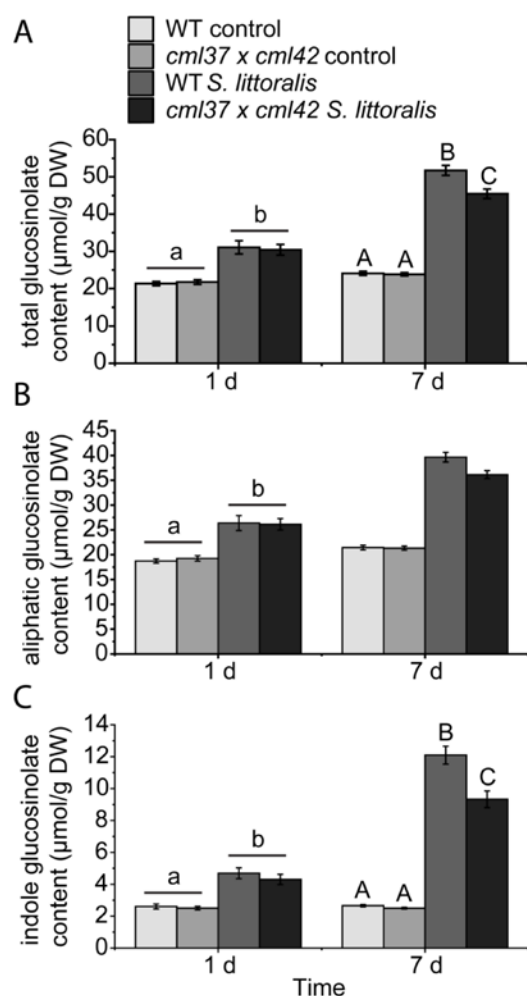 A
WT control
cml37 x cml42 control
WT S. littoralis
cml37 x cml42 S. littoralis
total glucosinolate
content (µmol/g DW)
60
50
40
30
20
10
0
a
b
A
A
B
C
1 d
7 d
B
aliphatic glucosinolate
content (µmol/g DW)
45
40
35
30
25
20
15
10
5
0
a
b
1 d
7 d
C
indole glucosinolate
content (µmol/g DW)
14
12
10
8
6
4
2
0
a
b
A
A
B
C
1 d
7 d
Time